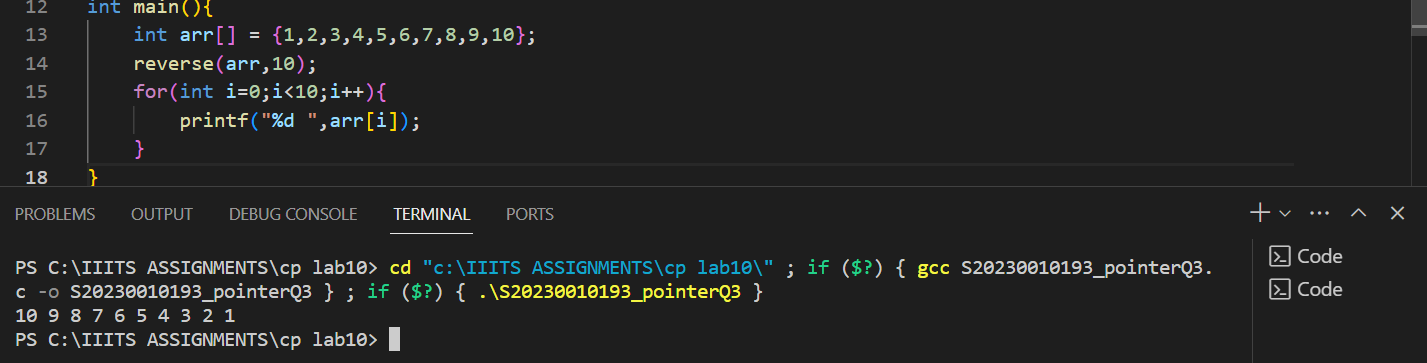 12 int main(){
13 int arr[] = {1,2,3,4,5,6,7,8,9,10};
14 reverse(arr,10);
15 for(int i=0;i<10;i++){
16 printf("%d ",arr[i]);
17 }
18 }
PROBLEMS OUTPUT DEBUG CONSOLE TERMINAL PORTS
PS C:\IIITS ASSIGNMENTS\cp lab10> cd "c:\IIITS ASSIGNMENTS\cp lab10\" ; if ($?) { gcc S20230010193_pointerQ3.
c -o S20230010193_pointerQ3 } ; if ($?) { .\S20230010193_pointerQ3 }
10 9 8 7 6 5 4 3 2 1
PS C:\IIITS ASSIGNMENTS\cp lab10>
Code
Code